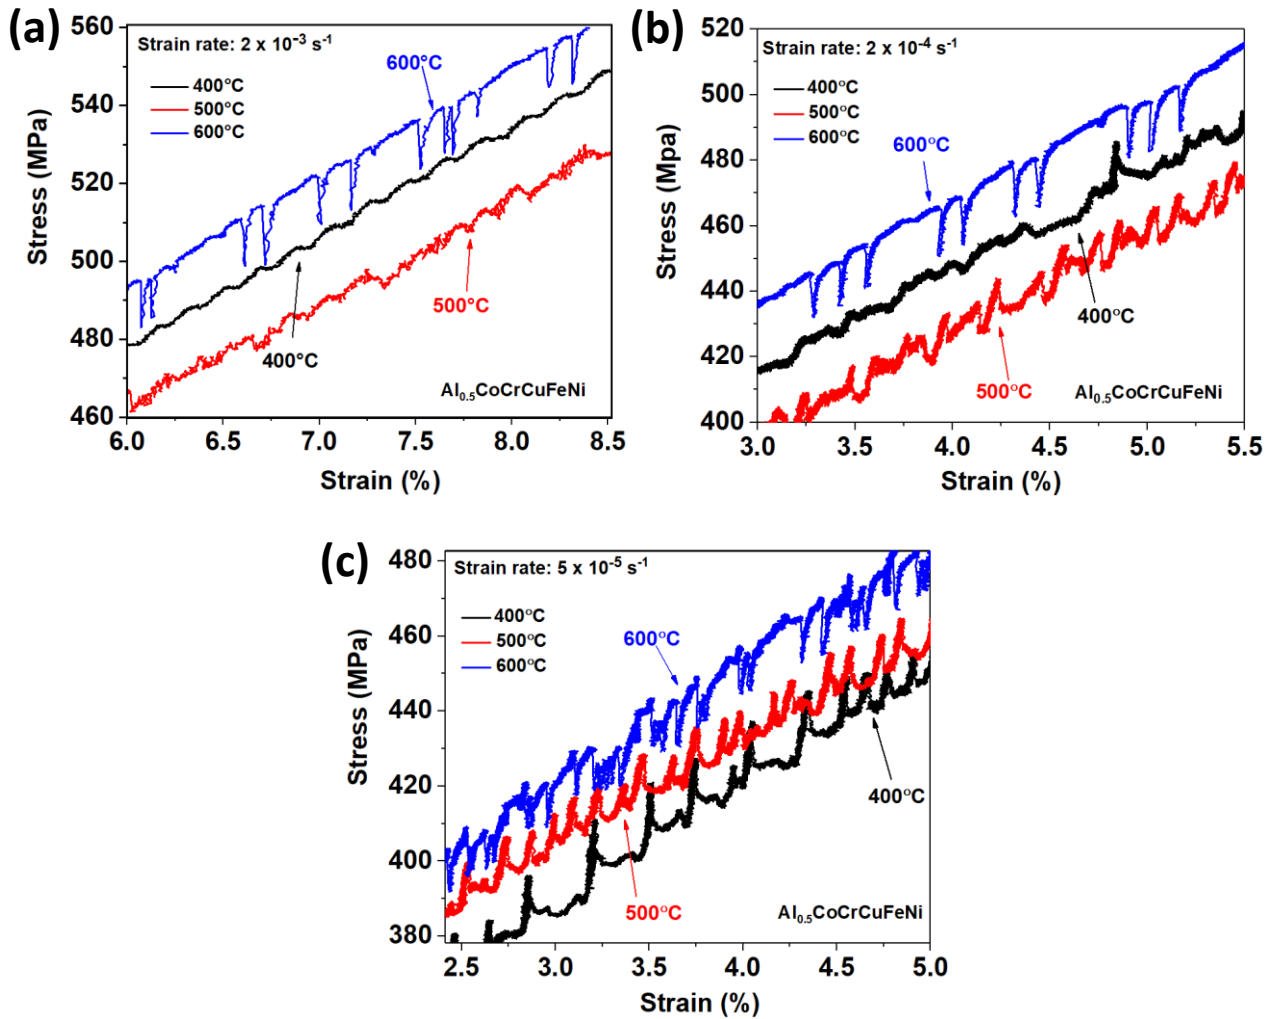 (a)
560
540
520
500
480
460
Stress (MPa)
Strain rate: 2 x 10⁻³ s⁻¹
400°C
500°C
600°C
600°C
400°C
500°C
Al₀.₅CoCrCuFeNi
6.0 6.5 7.0 7.5 8.0 8.5
Strain (%)
(b)
520
500
480
460
440
420
400
Stress (Mpa)
Strain rate: 2 x 10⁻⁴ s⁻¹
400°C
500°C
600°C
600°C
400°C
500°C
Al₀.₅CoCrCuFeNi
3.0 3.5 4.0 4.5 5.0 5.5
Strain (%)
(c)
480
460
440
420
400
380
Stress (MPa)
Strain rate: 5 x 10⁻⁵ s⁻¹
400°C
500°C
600°C
600°C
400°C
500°C
Al₀.₅CoCrCuFeNi
2.5 3.0 3.5 4.0 4.5 5.0
Strain (%)